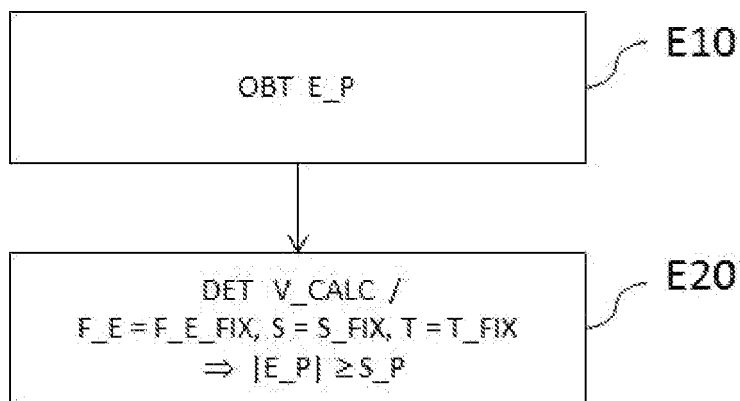 OBT E_P
E10
DET V_CALC /
F_E = F_E_FIX, S = S_FIX, T = T_FIX
⇒ |E_P| ≥ S_P
E20